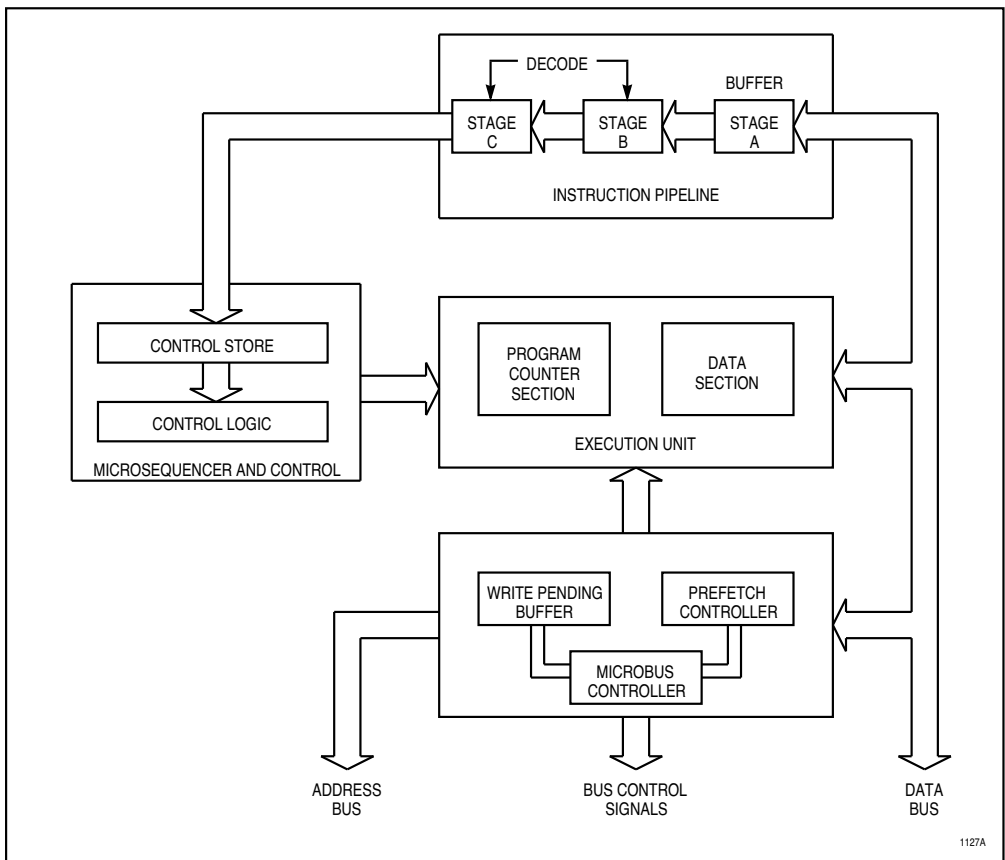 DECODE
BUFFER
STAGE
C
STAGE
B
STAGE
A
INSTRUCTION PIPELINE
CONTROL STORE
CONTROL LOGIC
MICROSEQUENCER AND CONTROL
PROGRAM
COUNTER
SECTION
DATA
SECTION
EXECUTION UNIT
WRITE PENDING
BUFFER
PREFETCH
CONTROLLER
MICROBUS
CONTROLLER
ADDRESS
BUS
BUS CONTROL
SIGNALS
DATA
BUS
1127A